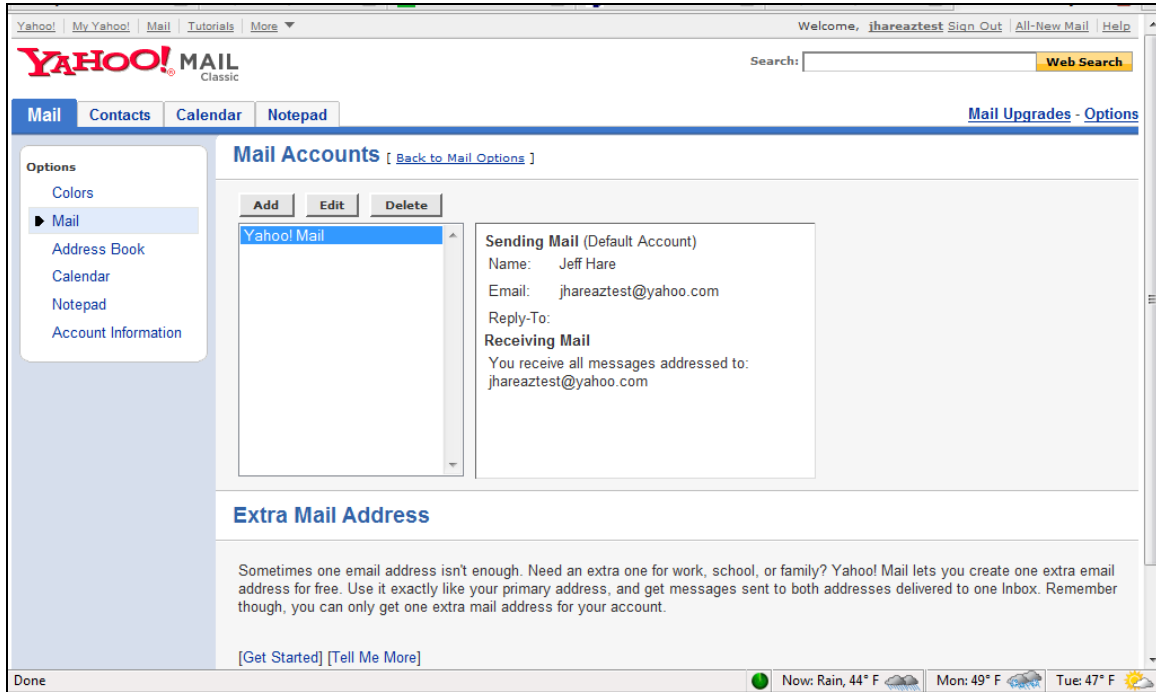 Yahoo! My Yahoo! Mail Tutorials More
Welcome, jhareaztest Sign Out All-New Mail Help
YAHOO! MAIL
Classic
Search: Web Search
Mail Contacts Calendar Notepad
Mail Upgrades - Options
Options
Colors
Mail
Address Book
Calendar
Notepad
Account Information
Mail Accounts [ Back to Mail Options ]
Add Edit Delete
Yahoo! Mail
Sending Mail (Default Account)
Name: Jeff Hare
Email: jhareaztest@yahoo.com
Reply-To:
Receiving Mail
You receive all messages addressed to:
jhareaztest@yahoo.com
Extra Mail Address
Sometimes one email address isn't enough. Need an extra one for work, school, or family? Yahoo! Mail lets you create one extra email
address for free. Use it exactly like your primary address, and get messages sent to both addresses delivered to one Inbox. Remember
though, you can only get one extra mail address for your account.
[Get Started] [Tell Me More]
Done
Now: Rain, 44° F Mon: 49° F Tue: 47° F